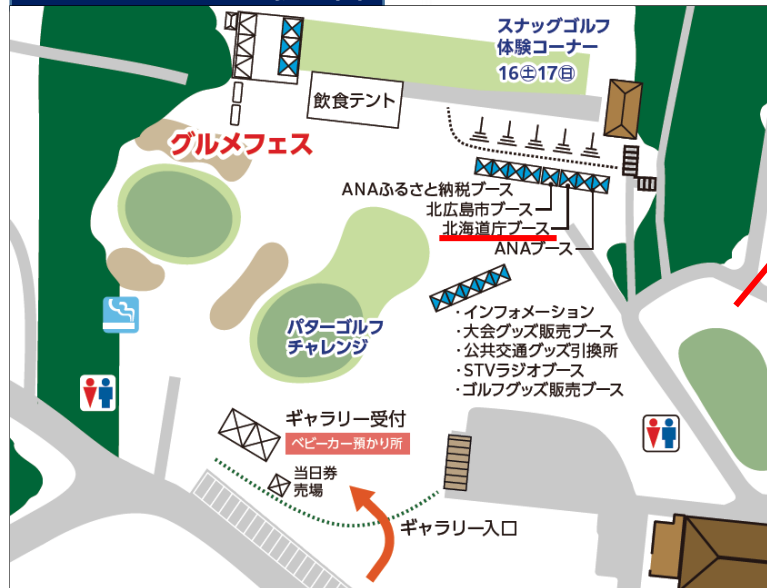 スナッグゴルフ
体験コーナー
16㊏17㊐
飲食テント
グルメフェス
ANAふるさと納税ブース
北広島市ブース
北海道庁ブース
ANAブース
・インフォメーション
・大会グッズ販売ブース
・公共交通グッズ引換所
・STVラジオブース
・ゴルフグッズ販売ブース
パターゴルフ
チャレンジ
ギャラリー受付
ベビーカー預かり所
当日券
売場
ギャラリー入口